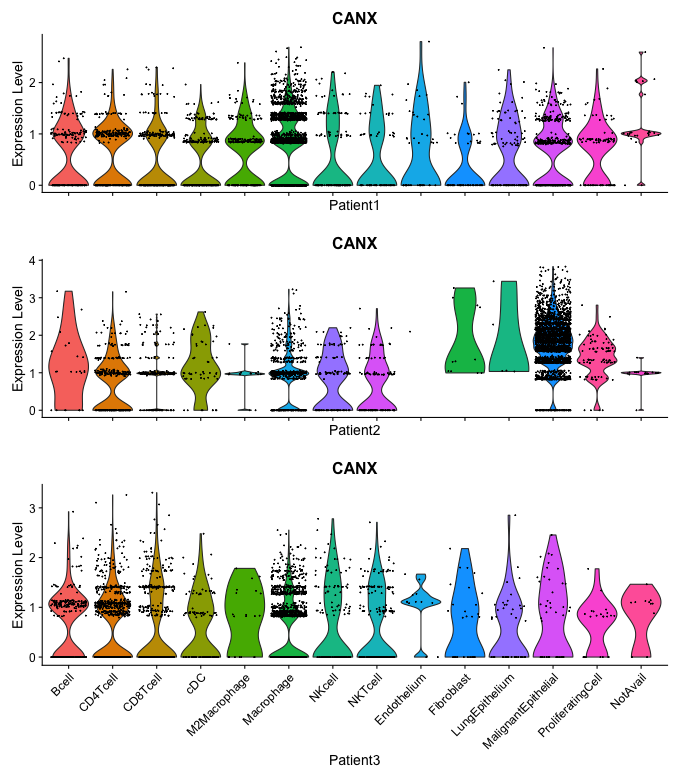 CANX
Expression Level
2
1
0
Patient1
CANX
Expression Level
4
3
2
1
0
Patient2
CANX
Expression Level
3
2
1
0
Bcell
CD4Tcell
CD8Tcell
cDC
M2Macrophage
Macrophage
NKcell
NKTcell
Endothelium
Fibroblast
LungEpithelium
MalignantEpithelial
ProliferatingCell
NotAvail
Patient3